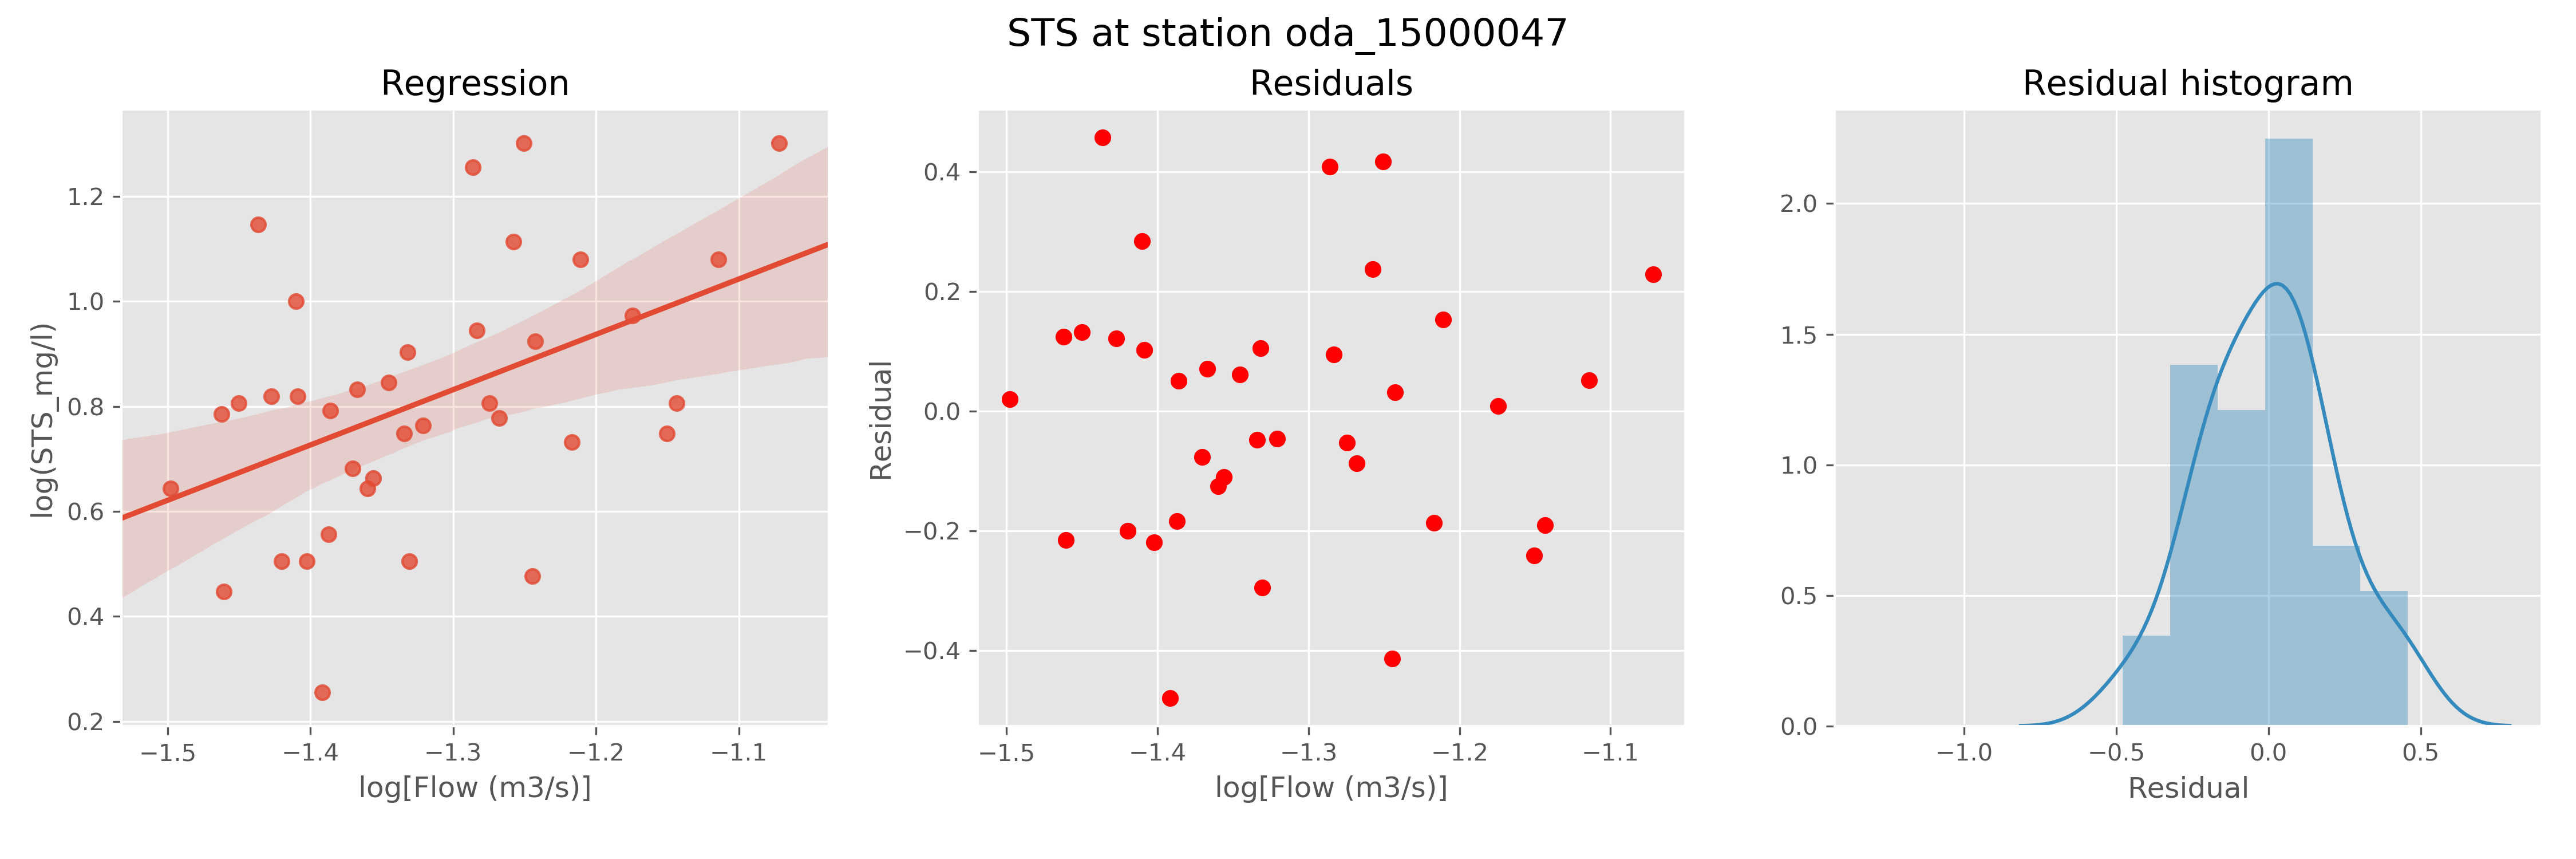 STS at station oda_15000047
Regression
log(STS_mg/l)
1.2
1.0
0.8
0.6
0.4
0.2
−1.5 −1.4 −1.3 −1.2 −1.1
log[Flow (m3/s)]
Residuals
Residual
0.4
0.2
0.0
−0.2
−0.4
−1.5 −1.4 −1.3 −1.2 −1.1
log[Flow (m3/s)]
Residual histogram
2.0
1.5
1.0
0.5
0.0
−1.0 −0.5 0.0 0.5
Residual